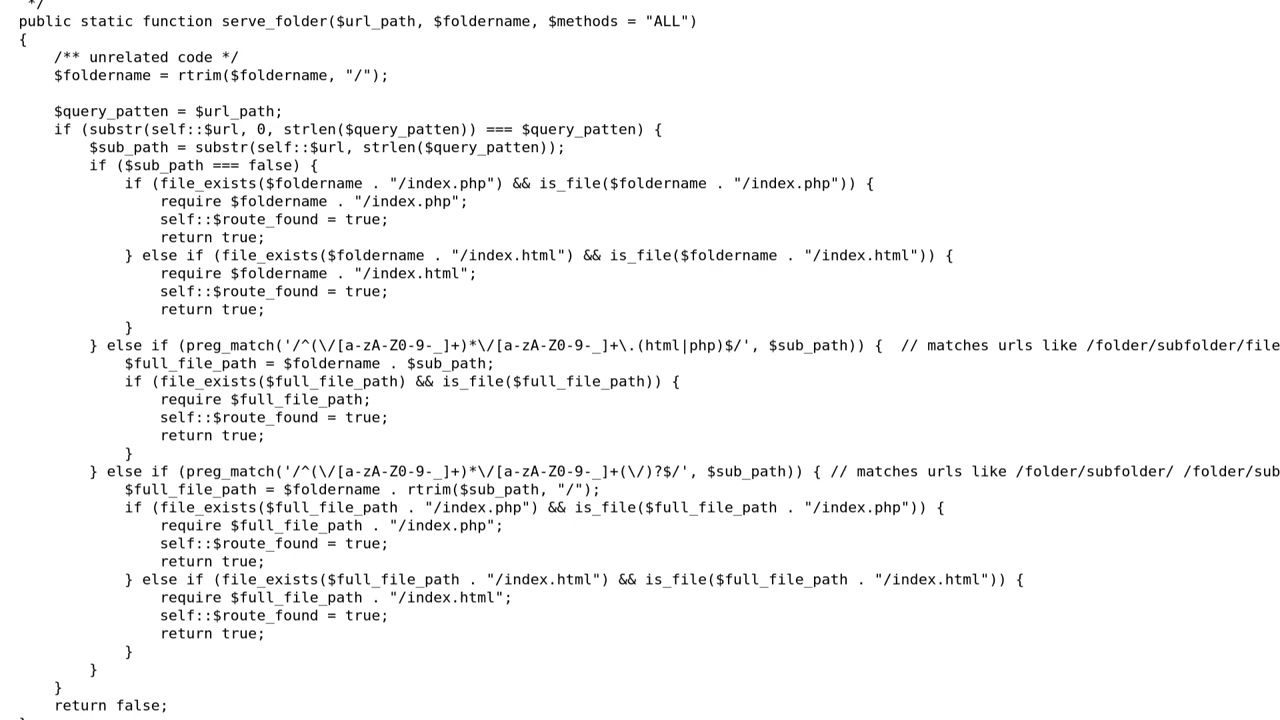 */
public static function serve_folder($url_path, $foldername, $methods = "ALL")
{
    /** unrelated code */
    $foldername = rtrim($foldername, "/");

    $query_patten = $url_path;
    if (substr(self::$url, 0, strlen($query_patten)) === $query_patten) {
        $sub_path = substr(self::$url, strlen($query_patten));
        if ($sub_path === false) {
            if (file_exists($foldername . "/index.php") && is_file($foldername . "/index.php")) {
                require $foldername . "/index.php";
                self::$route_found = true;
                return true;
            } else if (file_exists($foldername . "/index.html") && is_file($foldername . "/index.html")) {
                require $foldername . "/index.html";
                self::$route_found = true;
                return true;
            }
        } else if (preg_match('/^(\/[a-zA-Z0-9-_]+)*\/[a-zA-Z0-9-_]+\.(html|php)$/', $sub_path)) {  // matches urls like /folder/subfolder/file
            $full_file_path = $foldername . $sub_path;
            if (file_exists($full_file_path) && is_file($full_file_path)) {
                require $full_file_path;
                self::$route_found = true;
                return true;
            }
        } else if (preg_match('/^(\/[a-zA-Z0-9-_]+)*\/[a-zA-Z0-9-_]+(\/)?$/', $sub_path)) { // matches urls like /folder/subfolder/ /folder/sub
            $full_file_path = $foldername . rtrim($sub_path, "/");
            if (file_exists($full_file_path . "/index.php") && is_file($full_file_path . "/index.php")) {
                require $full_file_path . "/index.php";
                self::$route_found = true;
                return true;
            } else if (file_exists($full_file_path . "/index.html") && is_file($full_file_path . "/index.html")) {
                require $full_file_path . "/index.html";
                self::$route_found = true;
                return true;
            }
        }
    }
    return false;
}